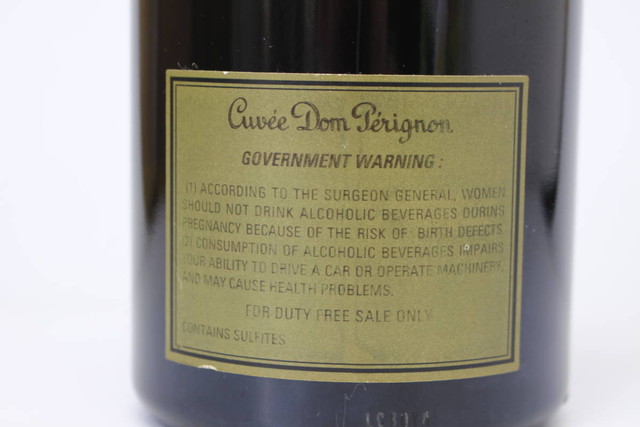 Cuvée Dom Pérignon
GOVERNMENT WARNING:
(1) ACCORDING TO THE SURGEON GENERAL, WOMEN
SHOULD NOT DRINK ALCOHOLIC BEVERAGES DURING
PREGNANCY BECAUSE OF THE RISK OF BIRTH DEFECTS.
(2) CONSUMPTION OF ALCOHOLIC BEVERAGES IMPAIRS
YOUR ABILITY TO DRIVE A CAR OR OPERATE MACHINERY,
AND MAY CAUSE HEALTH PROBLEMS.
FOR DUTY FREE SALE ONLY
CONTAINS SULFITES